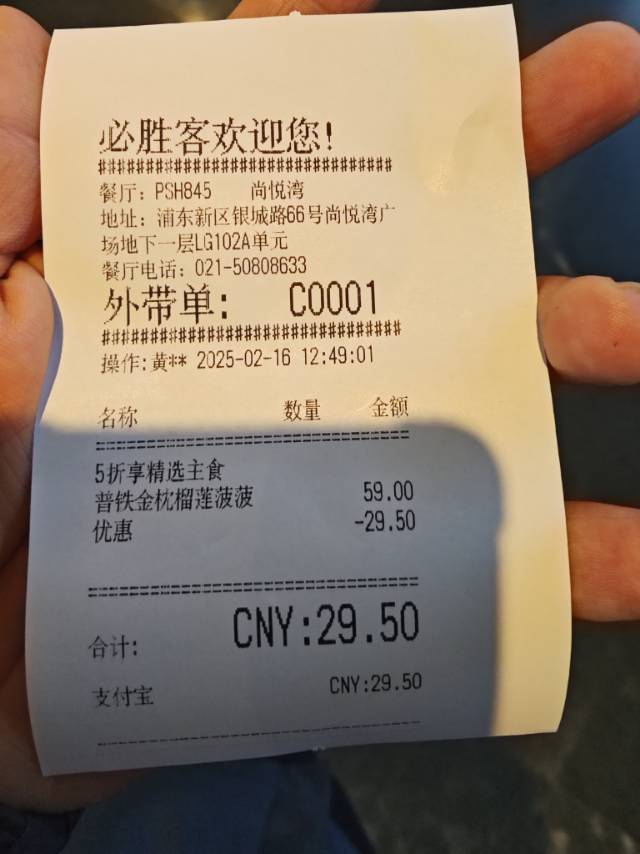 必胜客欢迎您!
################################
餐厅: PSH845 尚悦湾
地址: 浦东新区银城路66号尚悦湾广
场地下一层LG102A单元
餐厅电话: 021-50808633
外带单: C0001
################################
操作:黄** 2025-02-16 12:49:01
名称 数量 金额
========================================
5折享精选主食
普铁金枕榴莲菠菠 59.00
优惠 -29.50
========================================
合计: CNY:29.50
支付宝 CNY:29.50
----------------------------------------